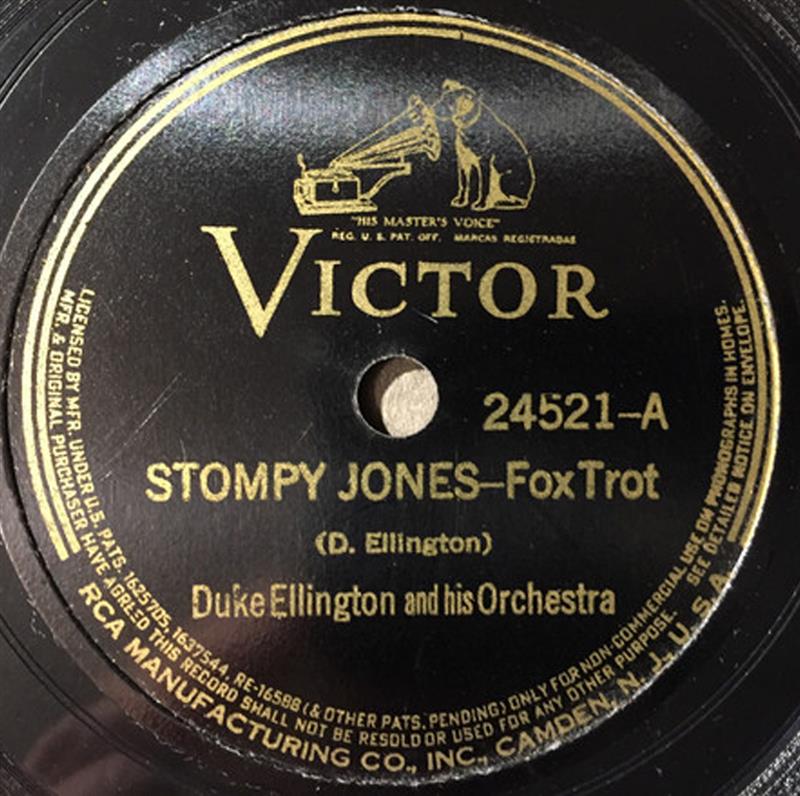 "HIS MASTER'S VOICE"
REG. U. S. PAT. OFF. MARCAS REGISTRADAS
VICTOR
24521-A
STOMPY JONES-Fox Trot
(D. Ellington)
Duke Ellington and his Orchestra
LICENSED BY MFR. UNDER U.S. PATS. 1625705, 1637544, RE-16588 (& OTHER PATS. PENDING) ONLY FOR NON-COMMERCIAL USE ON PHONOGRAPHS IN HOMES.
MFR. & ORIGINAL PURCHASER HAVE AGREED THIS RECORD SHALL NOT BE RESOLD OR USED FOR ANY OTHER PURPOSE. SEE DETAILED NOTICE ON ENVELOPE.
RCA MANUFACTURING CO., INC., CAMDEN, N. J., U. S. A.